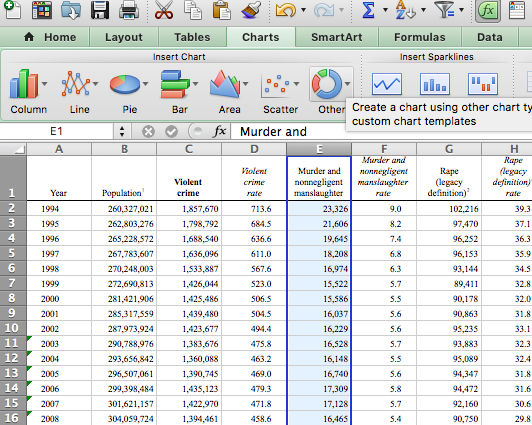 Home Layout Tables Charts SmartArt Formulas Data
Insert Chart Insert Sparklines
Column Line Pie Bar Area Scatter Other
Create a chart using other chart ty
custom chart templates
E1 fx Murder and
A B C D E F G H
1 Year Population¹ Violent crime Violent crime rate Murder and nonnegligent manslaughter Murder and nonnegligent manslaughter rate Rape (legacy definition)² Rape (legacy definition) rate
2 1994 260,327,021 1,857,670 713.6 23,326 9.0 102,216 39.3
3 1995 262,803,276 1,798,792 684.5 21,606 8.2 97,470 37.1
4 1996 265,228,572 1,688,540 636.6 19,645 7.4 96,252 36.3
5 1997 267,783,607 1,636,096 611.0 18,208 6.8 96,153 35.9
6 1998 270,248,003 1,533,887 567.6 16,974 6.3 93,144 34.5
7 1999 272,690,813 1,426,044 523.0 15,522 5.7 89,411 32.8
8 2000 281,421,906 1,425,486 506.5 15,586 5.5 90,178 32.0
9 2001 285,317,559 1,439,480 504.5 16,037 5.6 90,863 31.8
10 2002 287,973,924 1,423,677 494.4 16,229 5.6 95,235 33.1
11 2003 290,788,976 1,383,676 475.8 16,528 5.7 93,883 32.3
12 2004 293,656,842 1,360,088 463.2 16,148 5.5 95,089 32.4
13 2005 296,507,061 1,390,745 469.0 16,740 5.6 94,347 31.8
14 2006 299,398,484 1,435,123 479.3 17,309 5.8 94,472 31.6
15 2007 301,621,157 1,422,970 471.8 17,128 5.7 92,160 30.6
16 2008 304,059,724 1,394,461 458.6 16,465 5.4 90,750 29.8